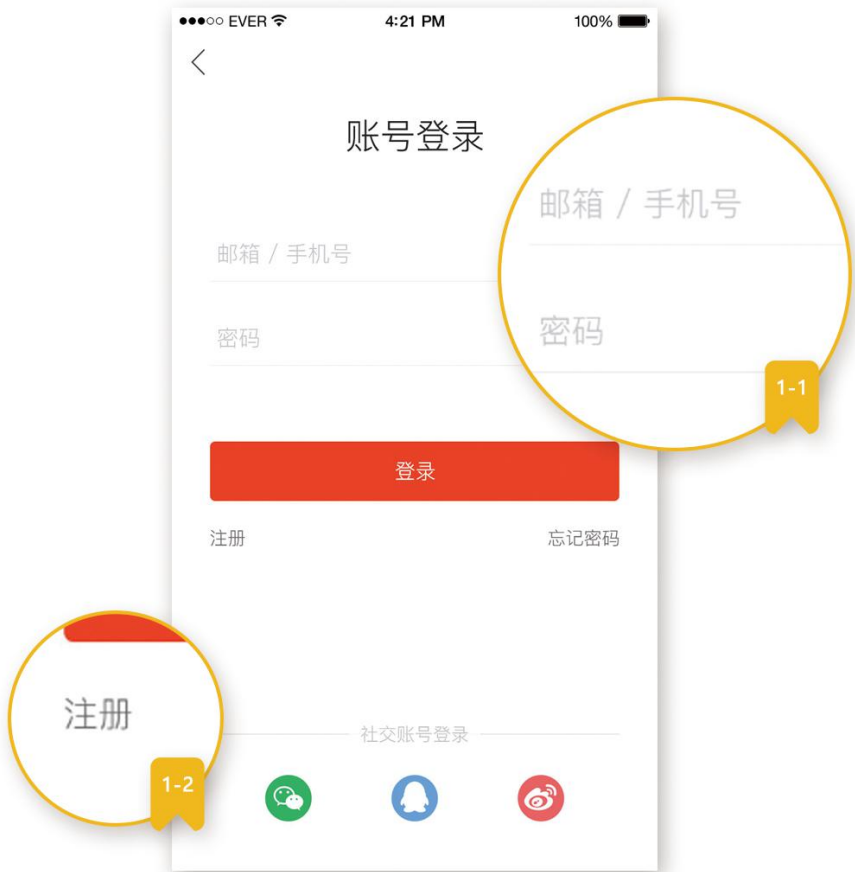 ●●●○○ EVER 4:21 PM 100%
账号登录
邮箱 / 手机号
密码
邮箱 / 手机号
密码
1-1
登录
注册 忘记密码
注册
1-2
社交账号登录